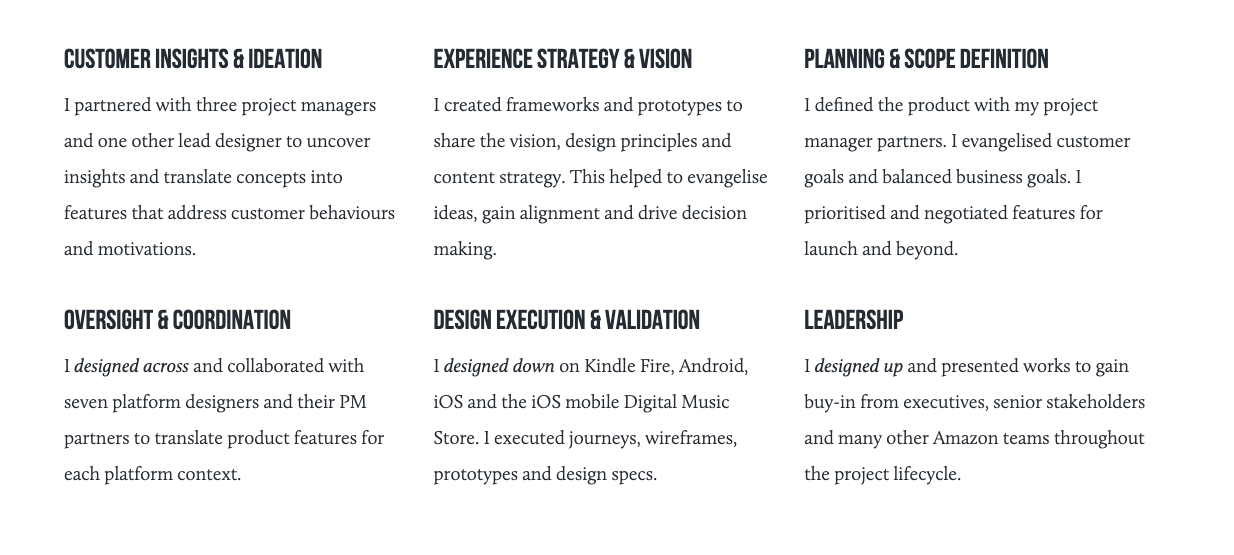 CUSTOMER INSIGHTS & IDEATION
I partnered with three project managers
and one other lead designer to uncover
insights and translate concepts into
features that address customer behaviours
and motivations.
EXPERIENCE STRATEGY & VISION
I created frameworks and prototypes to
share the vision, design principles and
content strategy. This helped to evangelise
ideas, gain alignment and drive decision
making.
PLANNING & SCOPE DEFINITION
I defined the product with my project
manager partners. I evangelised customer
goals and balanced business goals. I
prioritised and negotiated features for
launch and beyond.
OVERSIGHT & COORDINATION
I designed across and collaborated with
seven platform designers and their PM
partners to translate product features for
each platform context.
DESIGN EXECUTION & VALIDATION
I designed down on Kindle Fire, Android,
iOS and the iOS mobile Digital Music
Store. I executed journeys, wireframes,
prototypes and design specs.
LEADERSHIP
I designed up and presented works to gain
buy-in from executives, senior stakeholders
and many other Amazon teams throughout
the project lifecycle.